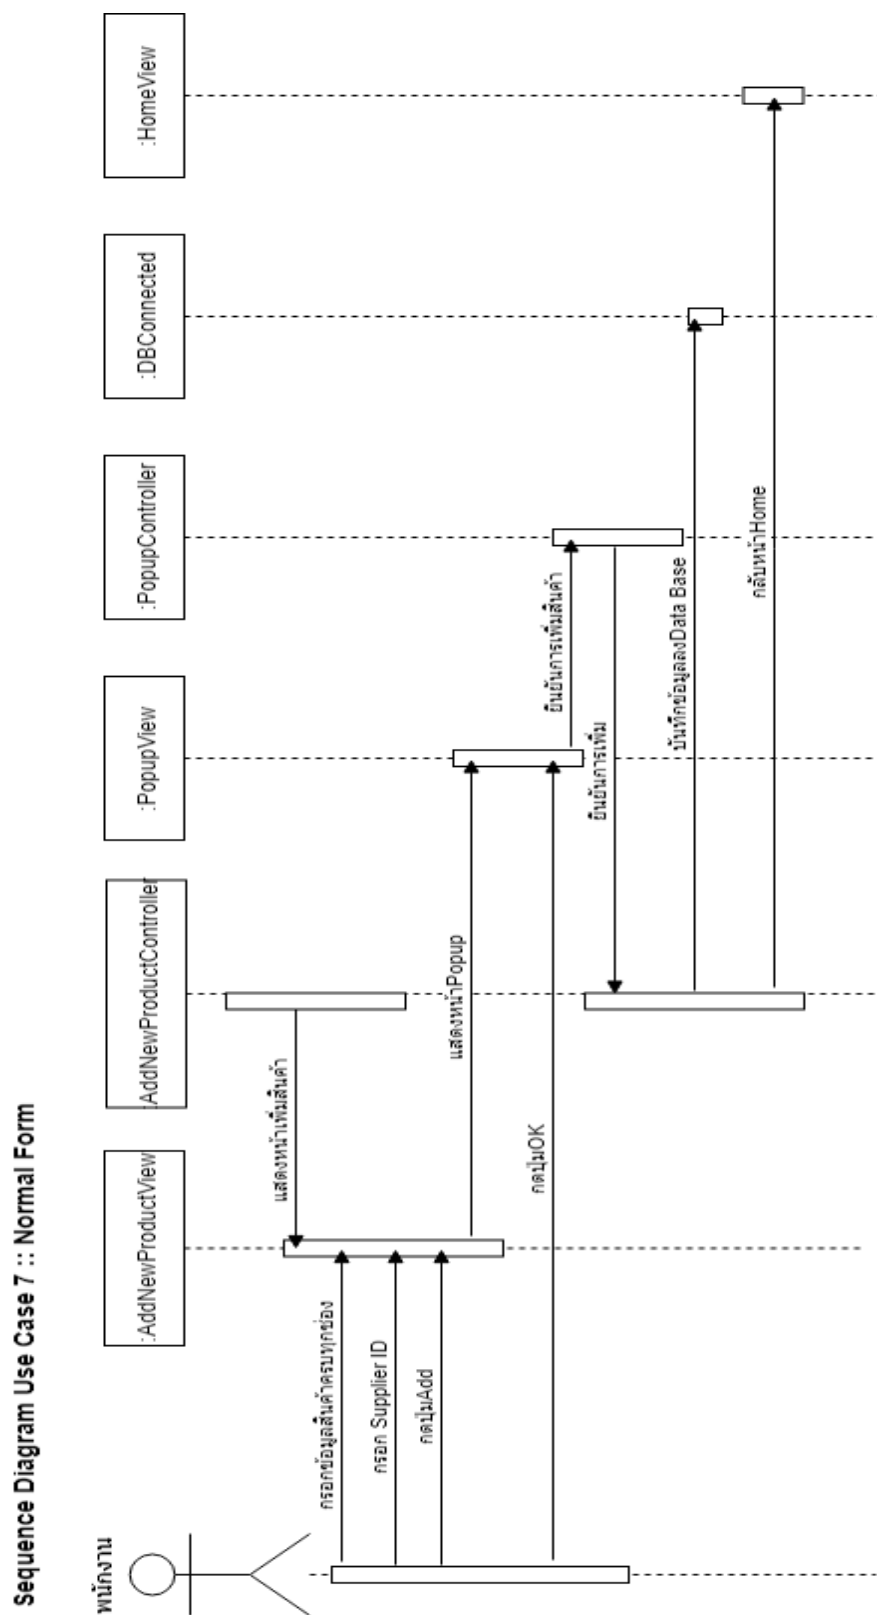 Sequence Diagram Use Case 7 :: Normal Form
พนักงาน
:AddNewProductView
:AddNewProductController
:PopupView
:PopupController
:DBConnected
:HomeView
แสดงหน้าเพิ่มสินค้า
กรอกข้อมูลสินค้าครบทุกช่อง
กรอก Supplier ID
กดปุ่มAdd
แสดงหน้าPopup
กดปุ่มOK
ยืนยันการเพิ่มสินค้า
ยืนยันการเพิ่ม
บันทึกข้อมูลลงData Base
กลับหน้าHome